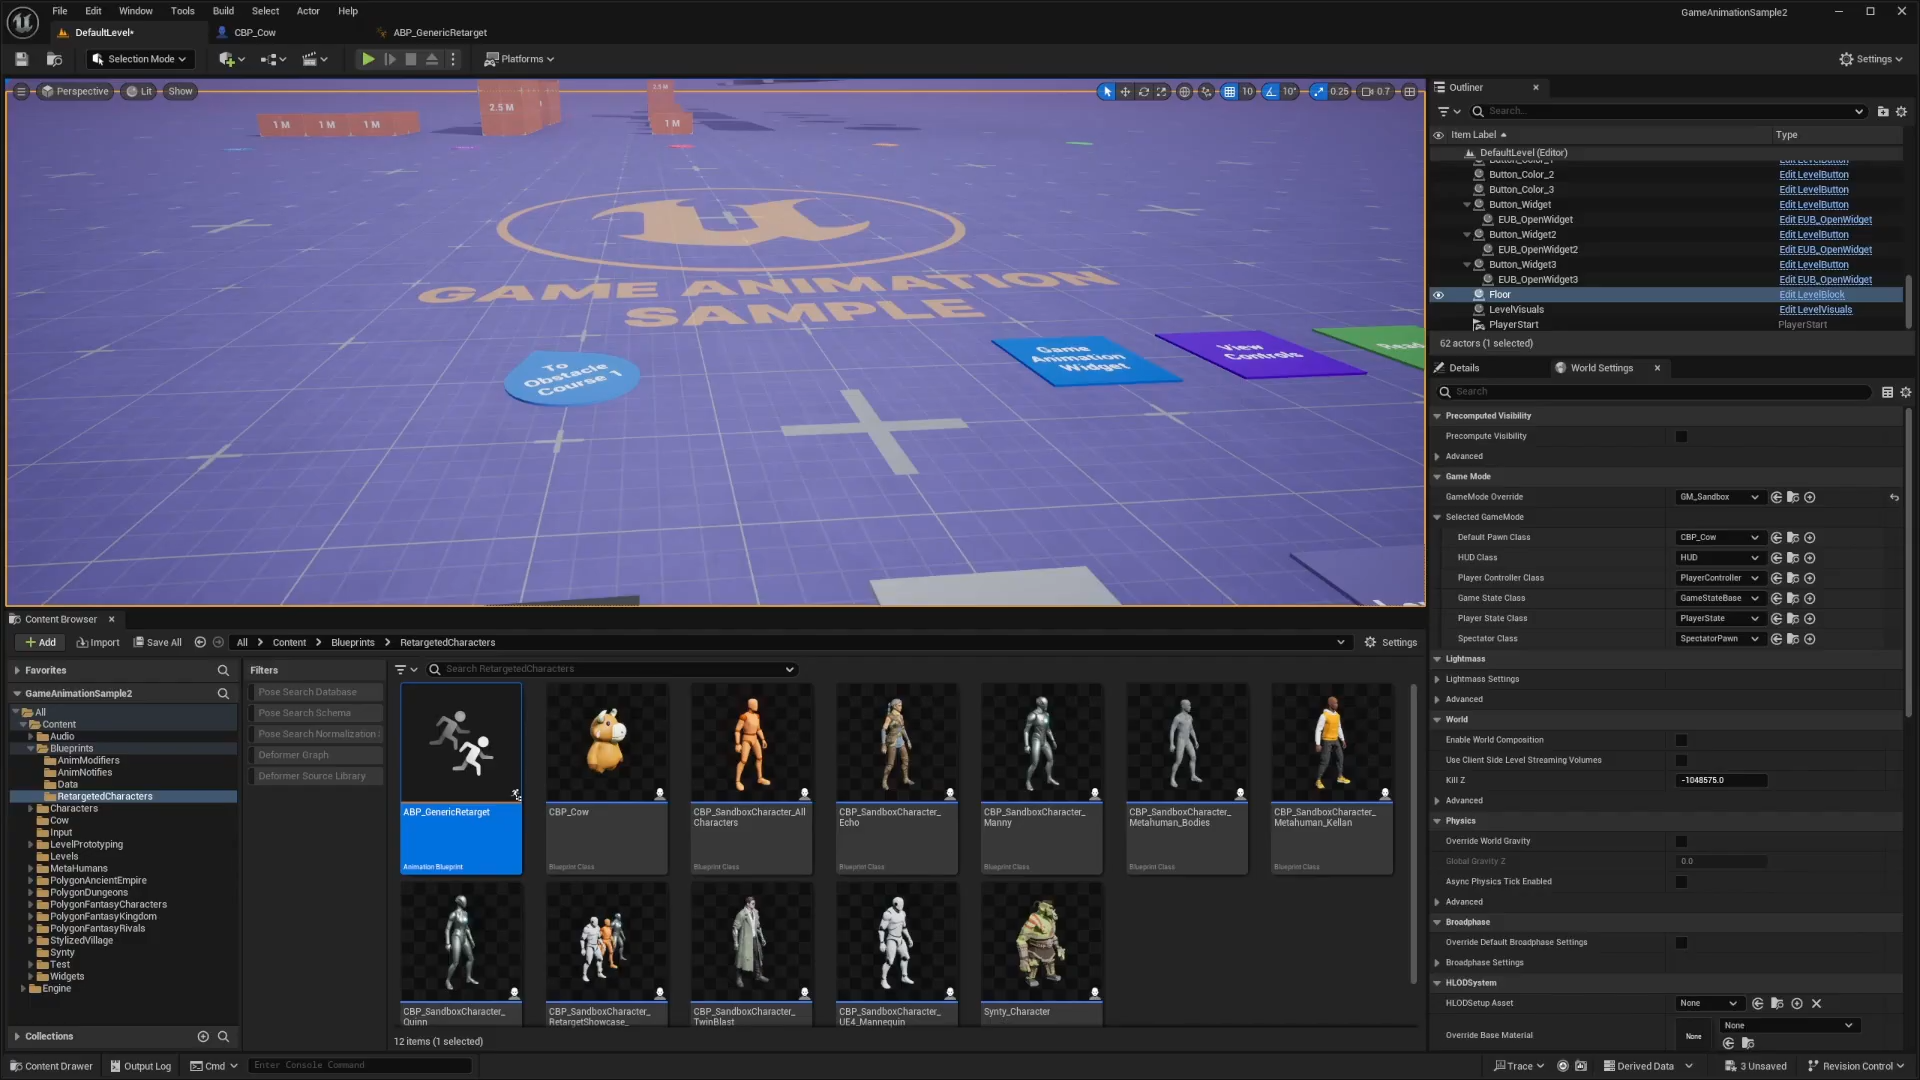 File Edit Window Tools Build Select Actor Help
GameAnimationSample2
DefaultLevel* CBP_Cow ABP_GenericRetarget
Selection Mode Platforms Settings
Perspective Lit Show
10 10° 0.25 0.7
2.5 M
1 M 1 M 1 M
1 M
GAME ANIMATION
SAMPLE
To
Obstacle
Course 1
Game
Animation
Widget
View
Controls
Outliner
Search...
Item Label Type
DefaultLevel (Editor)
Button_Color_1 Edit LevelButton
Button_Color_2 Edit LevelButton
Button_Color_3 Edit LevelButton
Button_Widget Edit LevelButton
EUB_OpenWidget Edit EUB_OpenWidget
Button_Widget2 Edit LevelButton
EUB_OpenWidget2 Edit EUB_OpenWidget
Button_Widget3 Edit LevelButton
EUB_OpenWidget3 Edit EUB_OpenWidget
Floor Edit LevelBlock
LevelVisuals Edit LevelVisuals
PlayerStart PlayerStart
62 actors (1 selected)
Details World Settings
Search
Precomputed Visibility
Precompute Visibility
Advanced
Game Mode
GameMode Override GM_Sandbox
Selected GameMode
Default Pawn Class CBP_Cow
HUD Class HUD
Player Controller Class PlayerController
Game State Class GameStateBase
Player State Class PlayerState
Spectator Class SpectatorPawn
Lightmass
Lightmass Settings
Advanced
World
Enable World Composition
Use Client Side Level Streaming Volumes
Kill Z -1048575.0
Advanced
Physics
Override World Gravity
Global Gravity Z 0.0
Async Physics Tick Enabled
Advanced
Broadphase
Override Default Broadphase Settings
Broadphase Settings
HLODSystem
HLODSetup Asset None
Override Base Material None None
Content Browser
Add Import Save All All Content Blueprints RetargetedCharacters Settings
Favorites
GameAnimationSample2
All
Content
Audio
Blueprints
AnimModifiers
AnimNotifies
Data
RetargetedCharacters
Characters
Cow
Input
LevelPrototyping
Levels
MetaHumans
PolygonAncientEmpire
PolygonDungeons
PolygonFantasyCharacters
PolygonFantasyKingdom
PolygonFantasyRivals
StylizedVillage
Synty
Test
Widgets
Engine
Collections
Filters
Pose Search Database
Pose Search Schema
Pose Search Normalization
Deformer Graph
Deformer Source Library
Search RetargetedCharacters
ABP_GenericRetarget
Animation Blueprint
CBP_Cow
Blueprint Class
CBP_SandboxCharacter_All
Characters
Blueprint Class
CBP_SandboxCharacter_
Echo
Blueprint Class
CBP_SandboxCharacter_
Manny
Blueprint Class
CBP_SandboxCharacter_
Metahuman_Bodies
Blueprint Class
CBP_SandboxCharacter_
Metahuman_Kellan
Blueprint Class
CBP_SandboxCharacter_
Quinn
CBP_SandboxCharacter_
RetargetShowcase_
CBP_SandboxCharacter_
TwinBlast
CBP_SandboxCharacter_
UE4_Mannequin
Synty_Character
12 items (1 selected)
Content Drawer Output Log Cmd Enter Console Command
Trace Derived Data 3 Unsaved Revision Control